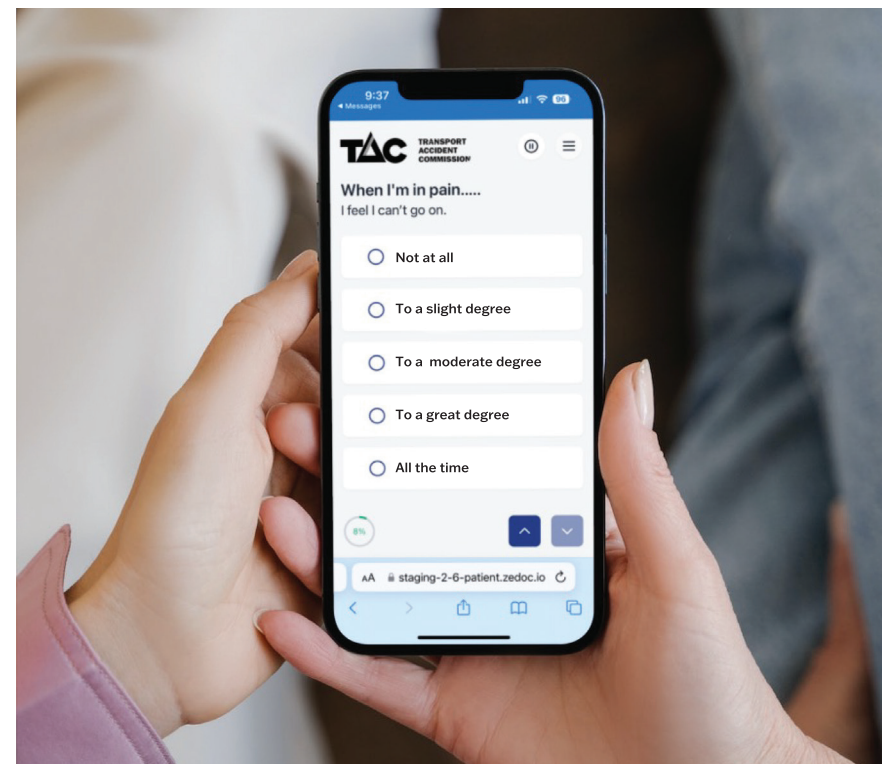 9:37
96
◀ Messages
TAC
TRANSPORT
ACCIDENT
COMMISSION
When I'm in pain.....
I feel I can't go on.
Not at all
To a slight degree
To a  moderate degree
To a great degree
All the time
8%
AA staging-2-6-patient.zedoc.io